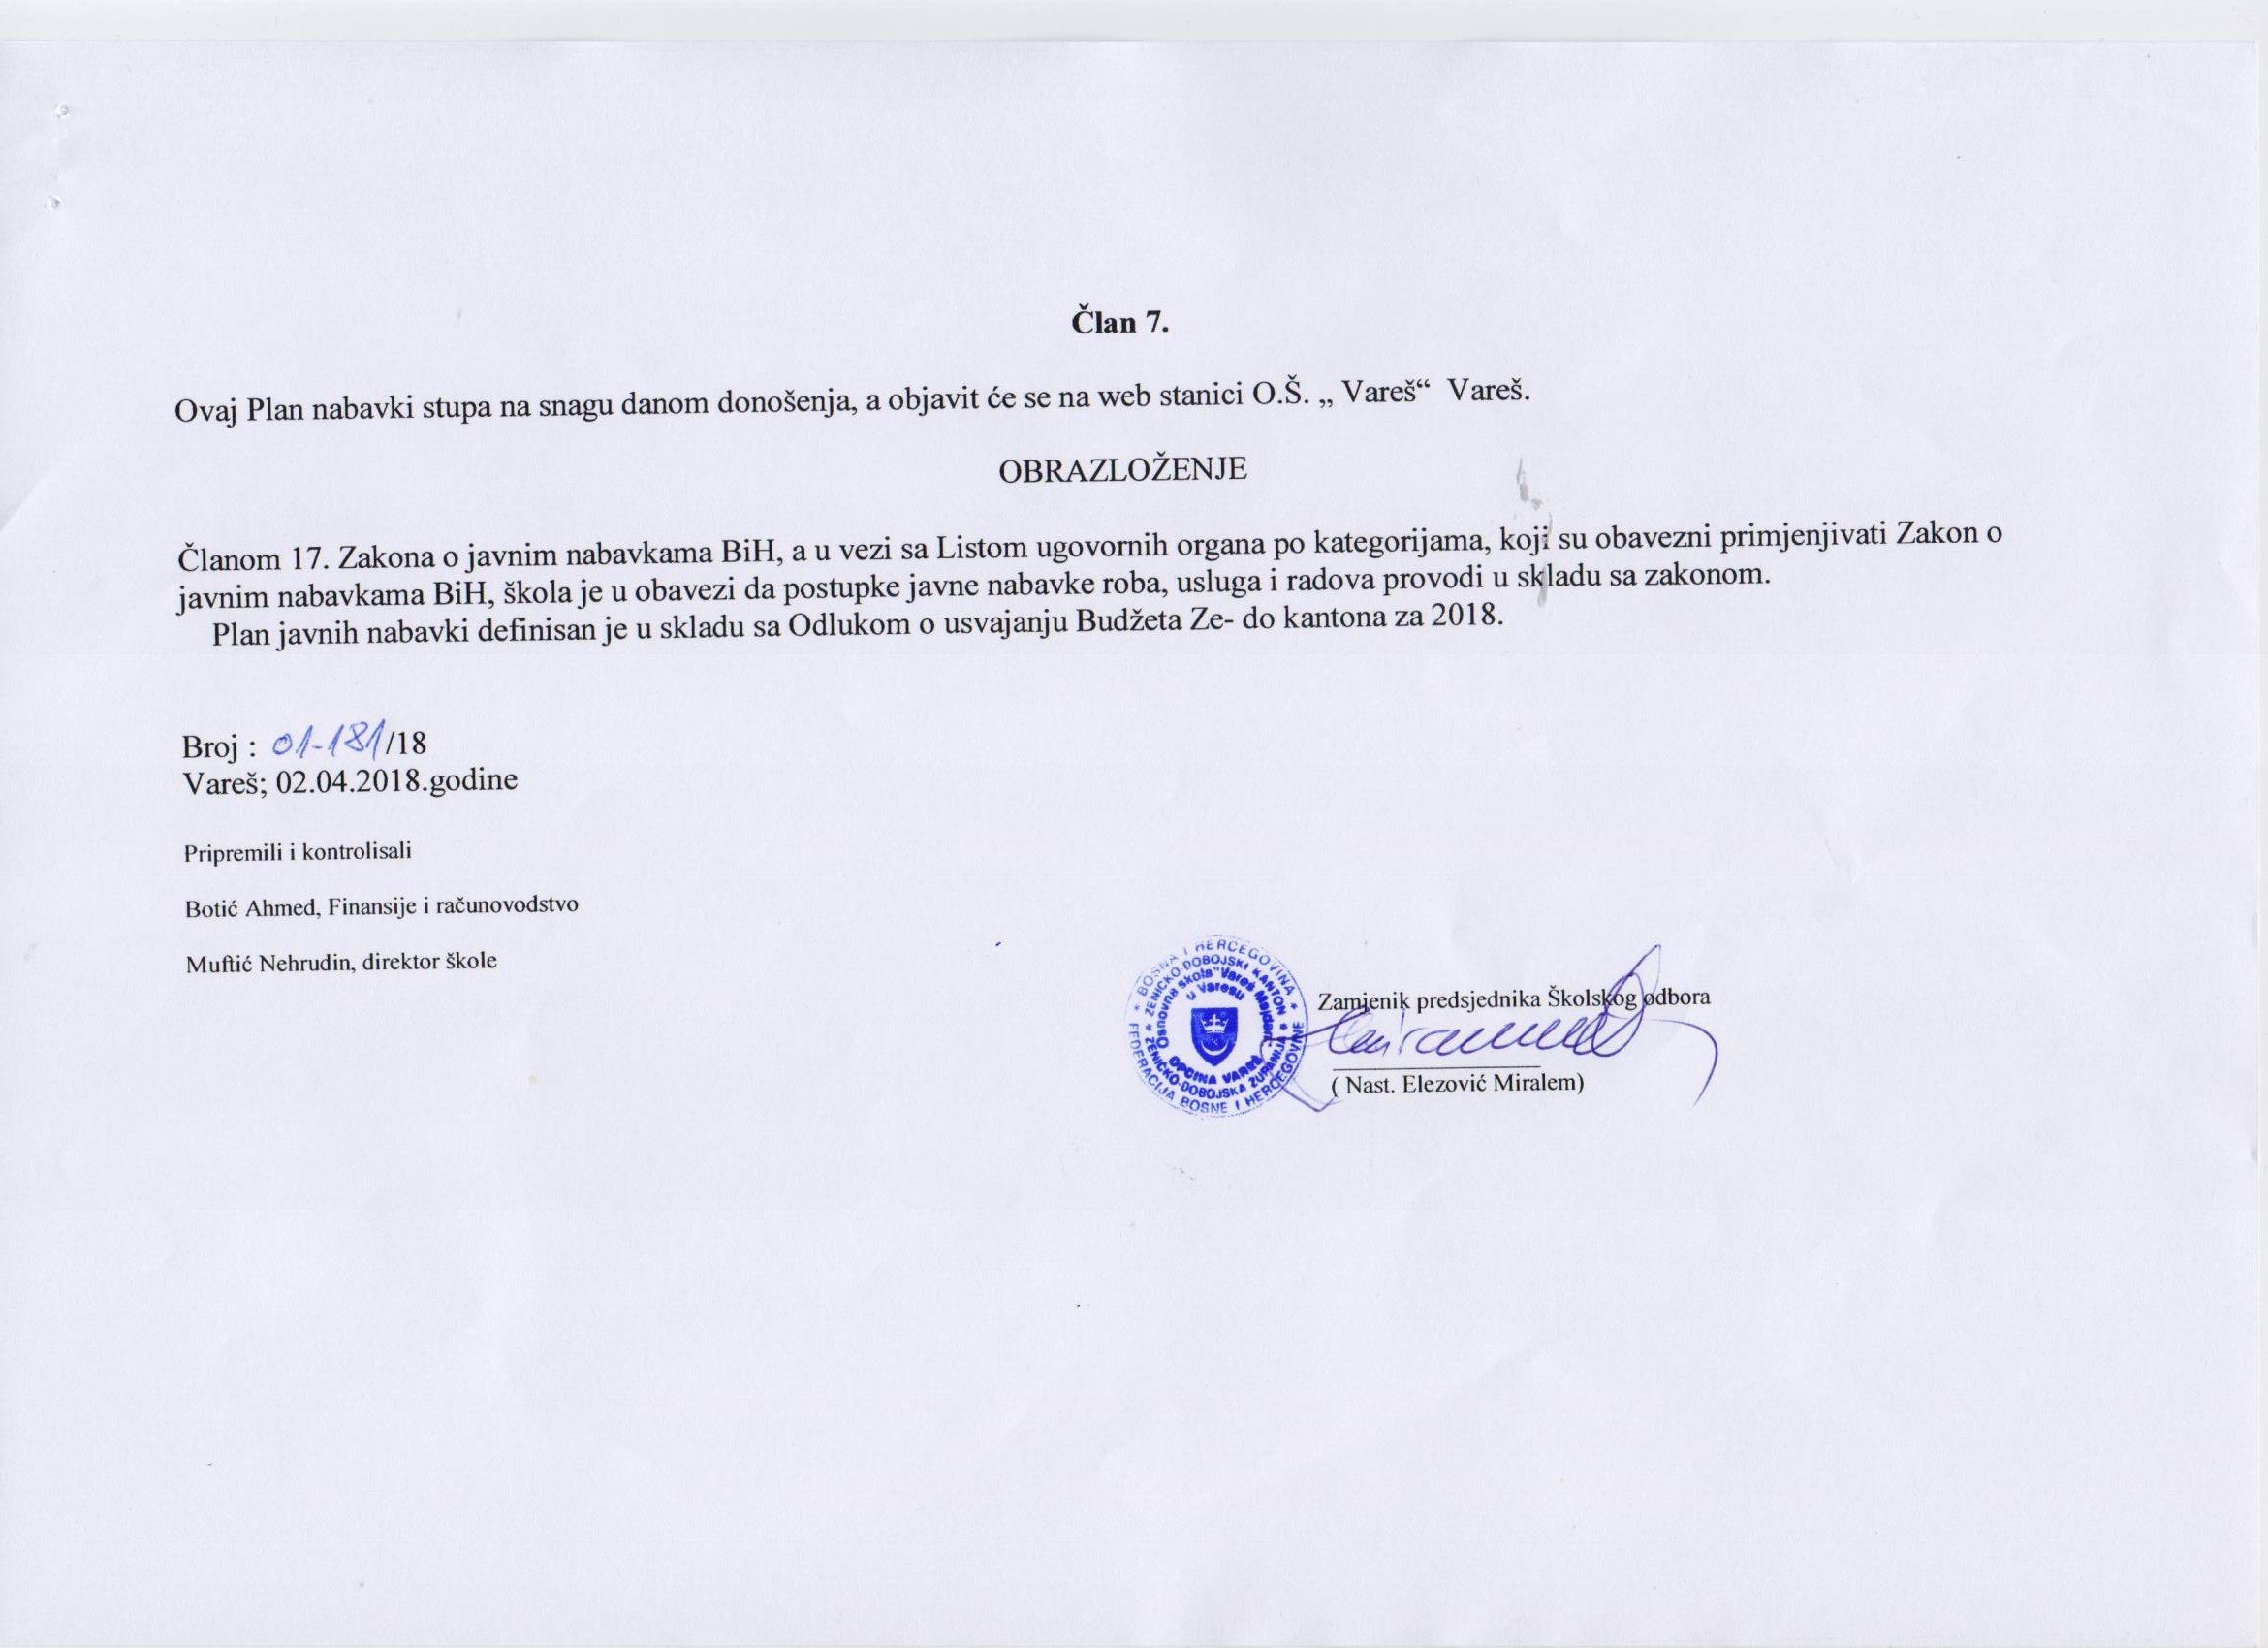 Član 7.
Ovaj Plan nabavki stupa na snagu danom donošenja, a objavit će se na web stanici O.Š. „ Vareš“ Vareš.
OBRAZLOŽENJE
Članom 17. Zakona o javnim nabavkama BiH, a u vezi sa Listom ugovornih organa po kategorijama, koji su obavezni primjenjivati Zakon o
javnim nabavkama BiH, škola je u obavezi da postupke javne nabavke roba, usluga i radova provodi u skladu sa zakonom.
Plan javnih nabavki definisan je u skladu sa Odlukom o usvajanju Budžeta Ze- do kantona za 2018.
Broj : 01-181/18
Vareš; 02.04.2018.godine
Pripremili i kontrolisali
Botić Ahmed, Finansije i računovodstvo
Muftić Nehrudin, direktor škole
BOSNA I HERCEGOVINA
FEDERACIJA BOSNE I HERCEGOVINE
ZENIČKO-DOBOJSKI KANTON
ZENIČKO-DOBOJSKA ŽUPANIJA
Osnovna škola "Vareš Majdan"
u Varešu
OPĆINA VAREŠ
Zamjenik predsjednika Školskog odbora
( Nast. Elezović Miralem)